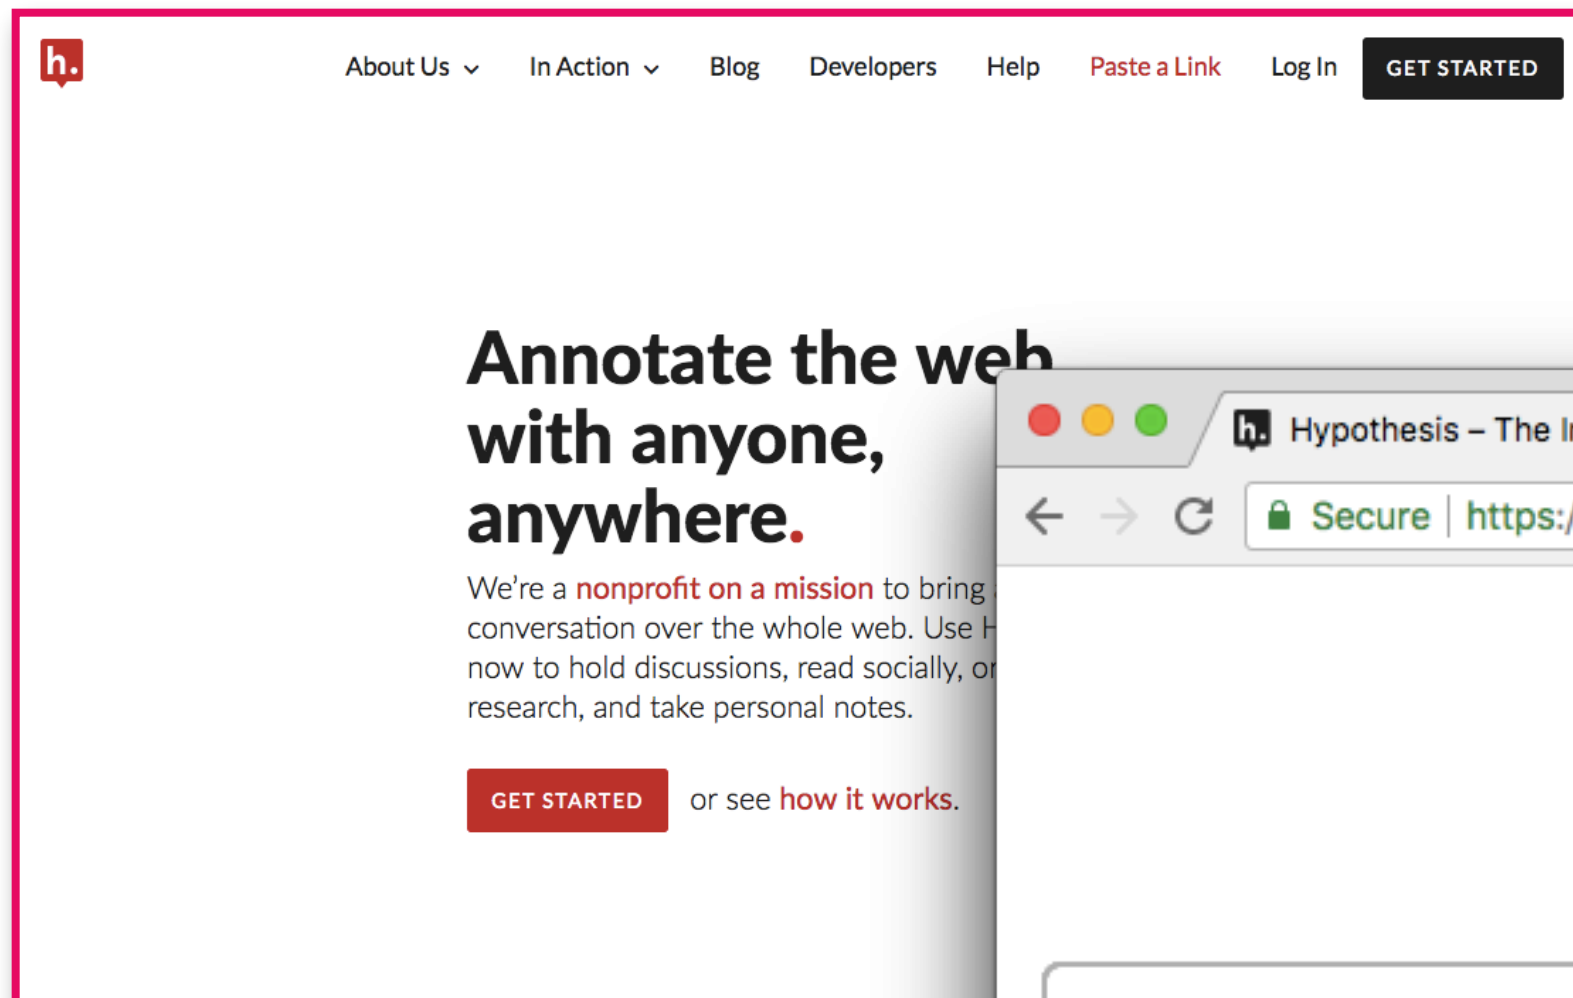 h.
About Us In Action Blog Developers Help Paste a Link Log In GET STARTED
Annotate the web
with anyone,
anywhere.
We're a nonprofit on a mission to bring
conversation over the whole web. Use
now to hold discussions, read socially, or
research, and take personal notes.
GET STARTED or see how it works.
h. Hypothesis – The
Secure https:/